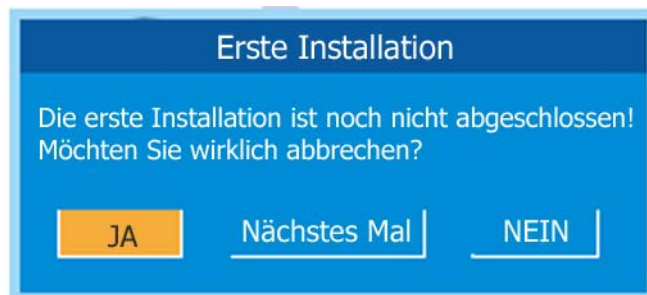 Erste Installation
Die erste Installation ist noch nicht abgeschlossen!
Möchten Sie wirklich abbrechen?
JA Nächstes Mal NEIN